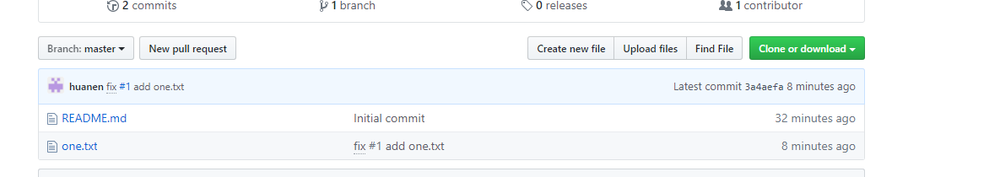 2 commits 1 branch 0 releases 1 contributor
Branch: master New pull request Create new file Upload files Find File Clone or download
huanen fix #1 add one.txt Latest commit 3a4aefa 8 minutes ago
README.md Initial commit 32 minutes ago
one.txt fix #1 add one.txt 8 minutes ago